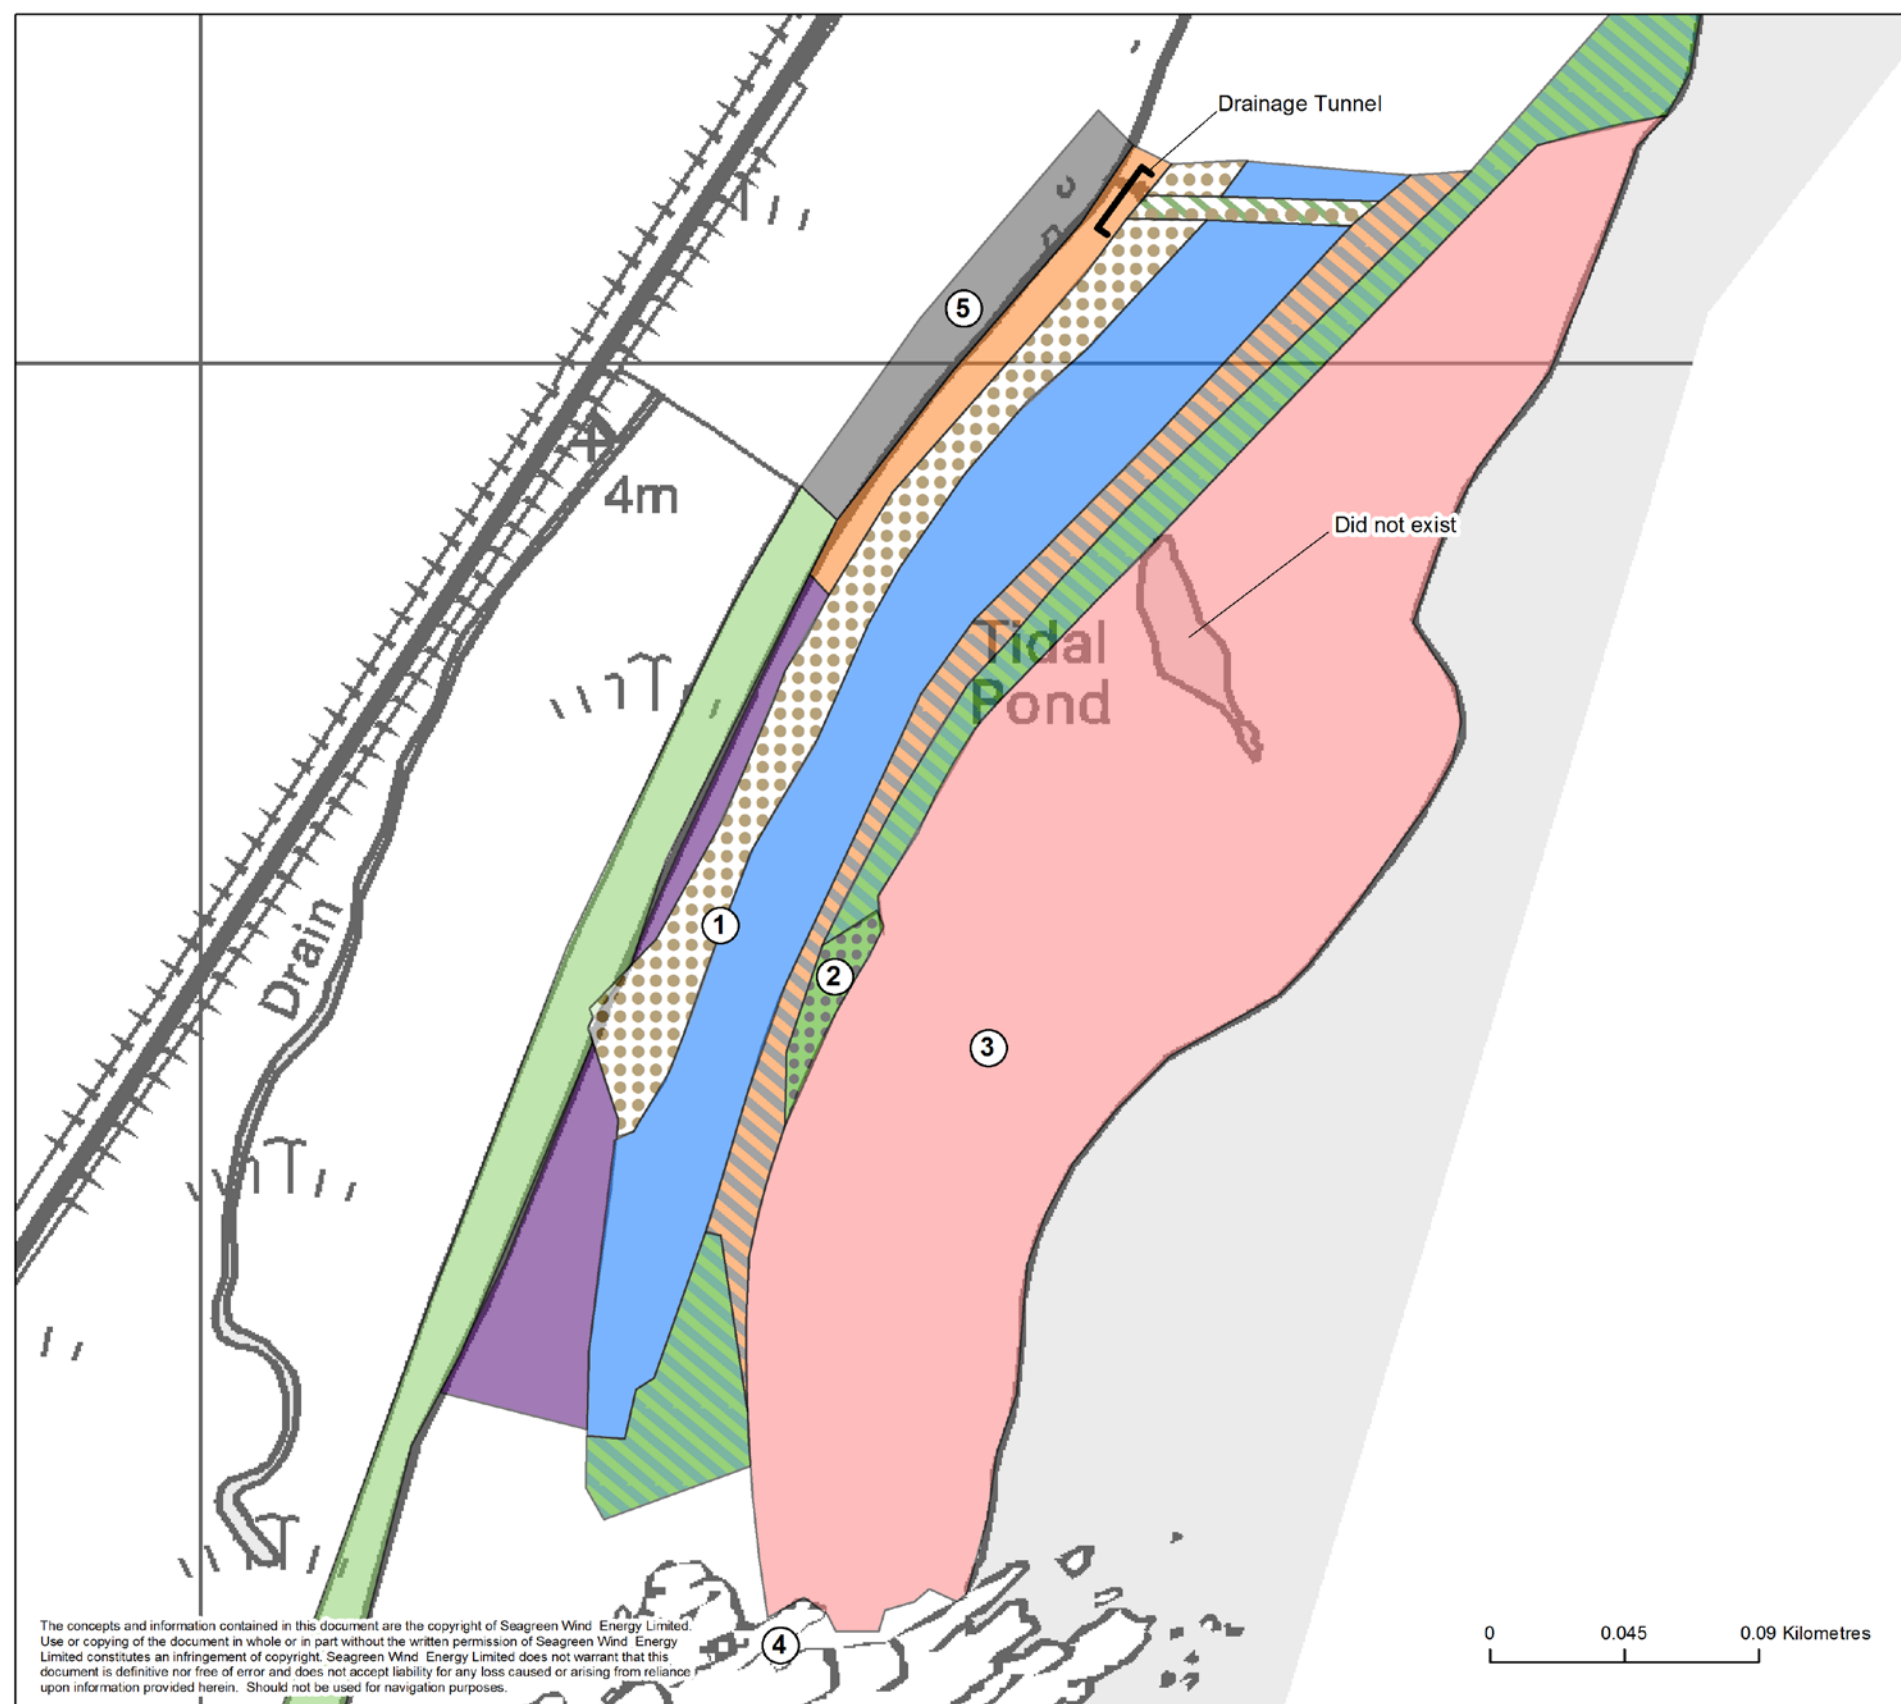 Drainage Tunnel
5
4m
Did not exist
Tidal
Pond
Drain
1
2
3
4
The concepts and information contained in this document are the copyright of Seagreen Wind Energy Limited.
Use or copying of the document in whole or in part without the written permission of Seagreen Wind Energy
Limited constitutes an infringement of copyright. Seagreen Wind Energy Limited does not warrant that this
document is definitive nor free of error and does not accept liability for any loss caused or arising from reliance
upon information provided herein. Should not be used for navigation purposes.
0 0.045 0.09 Kilometres